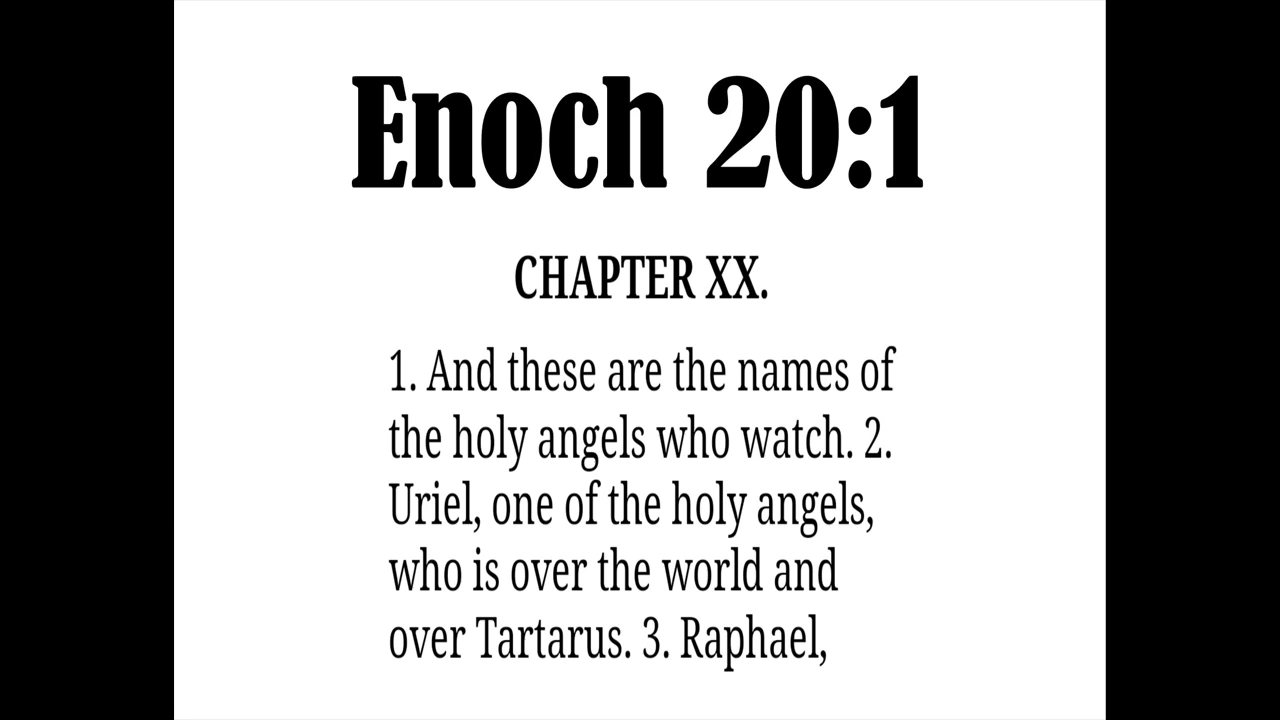 Enoch 20:1
CHAPTER XX.
1. And these are the names of
the holy angels who watch. 2.
Uriel, one of the holy angels,
who is over the world and
over Tartarus. 3. Raphael,